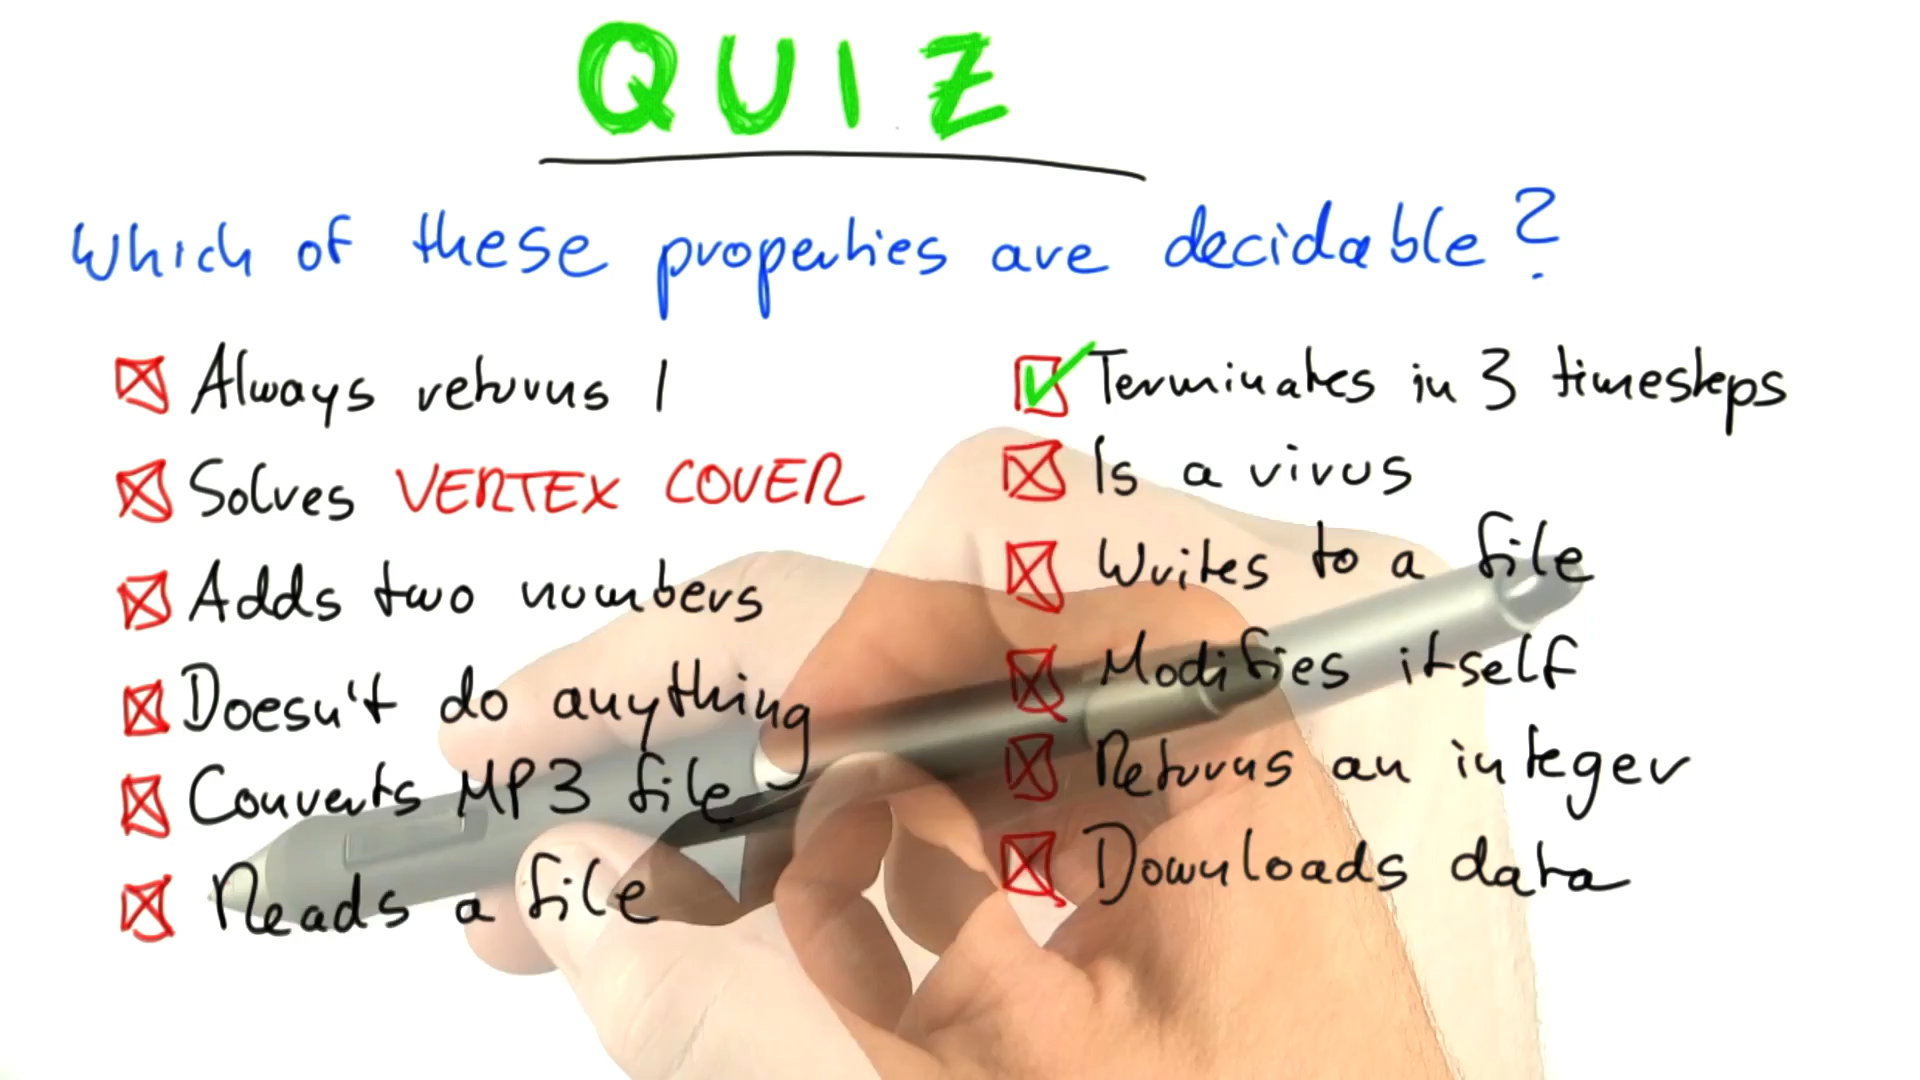 QUIZ
Which of these properties are decidable?
Always returns 1
Solves VERTEX COVER
Adds two numbers
Doesn't do anything
Converts MP3 file
Reads a file
Terminates in 3 timesteps
Is a virus
Writes to a file
Modifies itself
Returns an integer
Downloads data